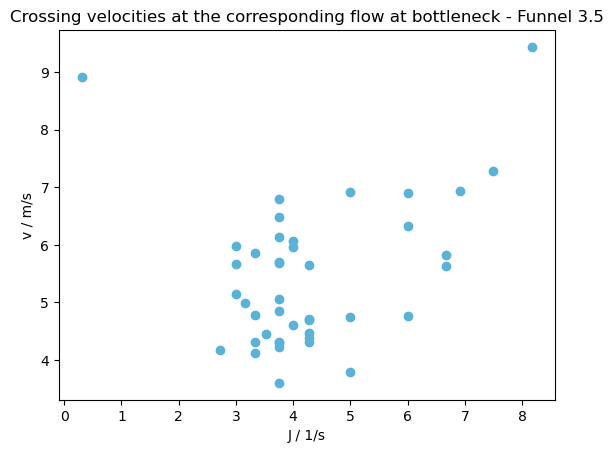 Crossing velocities at the corresponding flow at bottleneck - Funnel 3.5
9
8
7
6
5
4
v / m/s
0 1 2 3 4 5 6 7 8
J / 1/s